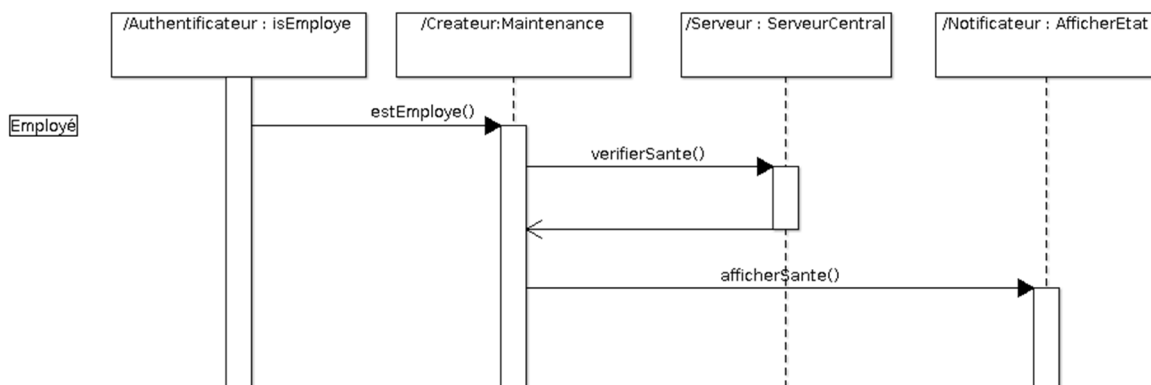 /Authentificateur : isEmploye
/Createur:Maintenance
/Serveur : ServeurCentral
/Notificateur : AfficherEtat
Employé
estEmploye()
verifierSante()
afficherSante()